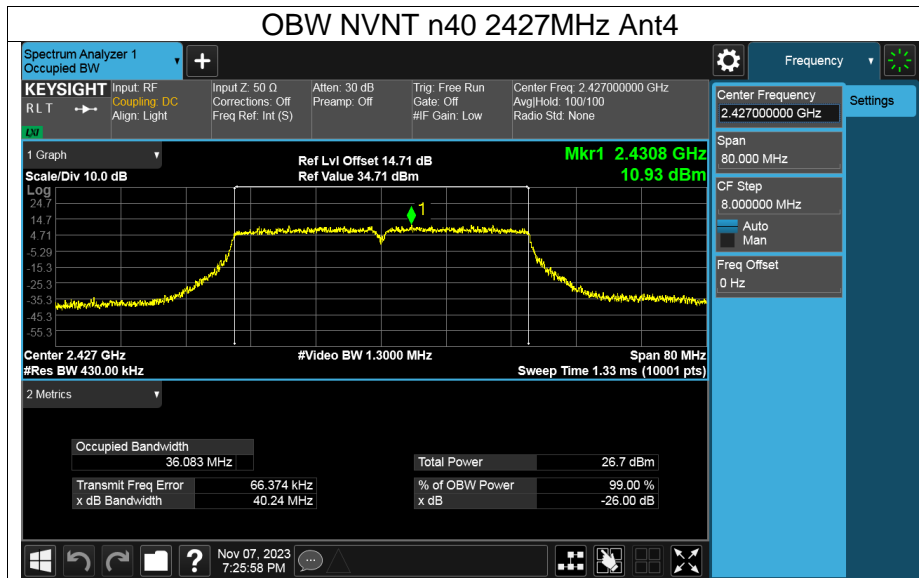 OBW NVNT n40 2427MHz Ant4
Spectrum Analyzer 1
Occupied BW
+
Frequency
KEYSIGHT
R L T
LXI
Input: RF
Coupling: DC
Align: Light
Input Z: 50 Ω
Corrections: Off
Freq Ref: Int (S)
Atten: 30 dB
Preamp: Off
Trig: Free Run
Gate: Off
#IF Gain: Low
Center Freq: 2.427000000 GHz
Avg|Hold: 100/100
Radio Std: None
Center Frequency
2.427000000 GHz
Settings
Span
80.000 MHz
CF Step
8.000000 MHz
Auto
Man
Freq Offset
0 Hz
1 Graph
Scale/Div 10.0 dB
Ref Lvl Offset 14.71 dB
Ref Value 34.71 dBm
Mkr1 2.4308 GHz
10.93 dBm
Log
24.7
14.7
4.71
-5.29
-15.3
-25.3
-35.3
-45.3
-55.3
1
Center 2.427 GHz
#Res BW 430.00 kHz
#Video BW 1.3000 MHz
Span 80 MHz
Sweep Time 1.33 ms (10001 pts)
2 Metrics
Occupied Bandwidth
36.083 MHz
Transmit Freq Error 66.374 kHz
x dB Bandwidth 40.24 MHz
Total Power 26.7 dBm
% of OBW Power 99.00 %
x dB -26.00 dB
?
Nov 07, 2023
7:25:58 PM